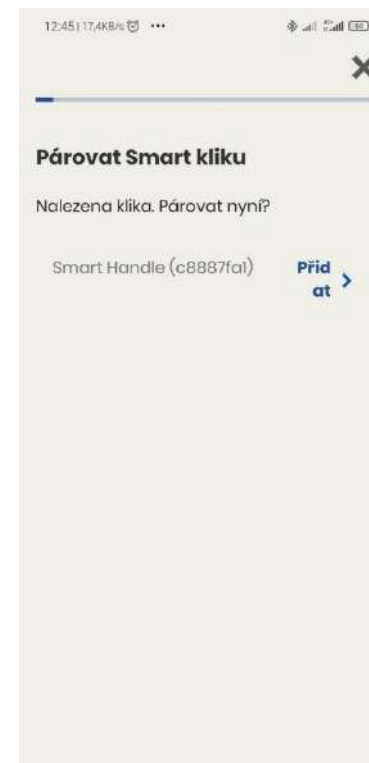 12:45 | 17,4KB/s
Párovat Smart kliku
Nalezena klika. Párovat nyní?
Smart Handle (c8887fa1)
Přid
at